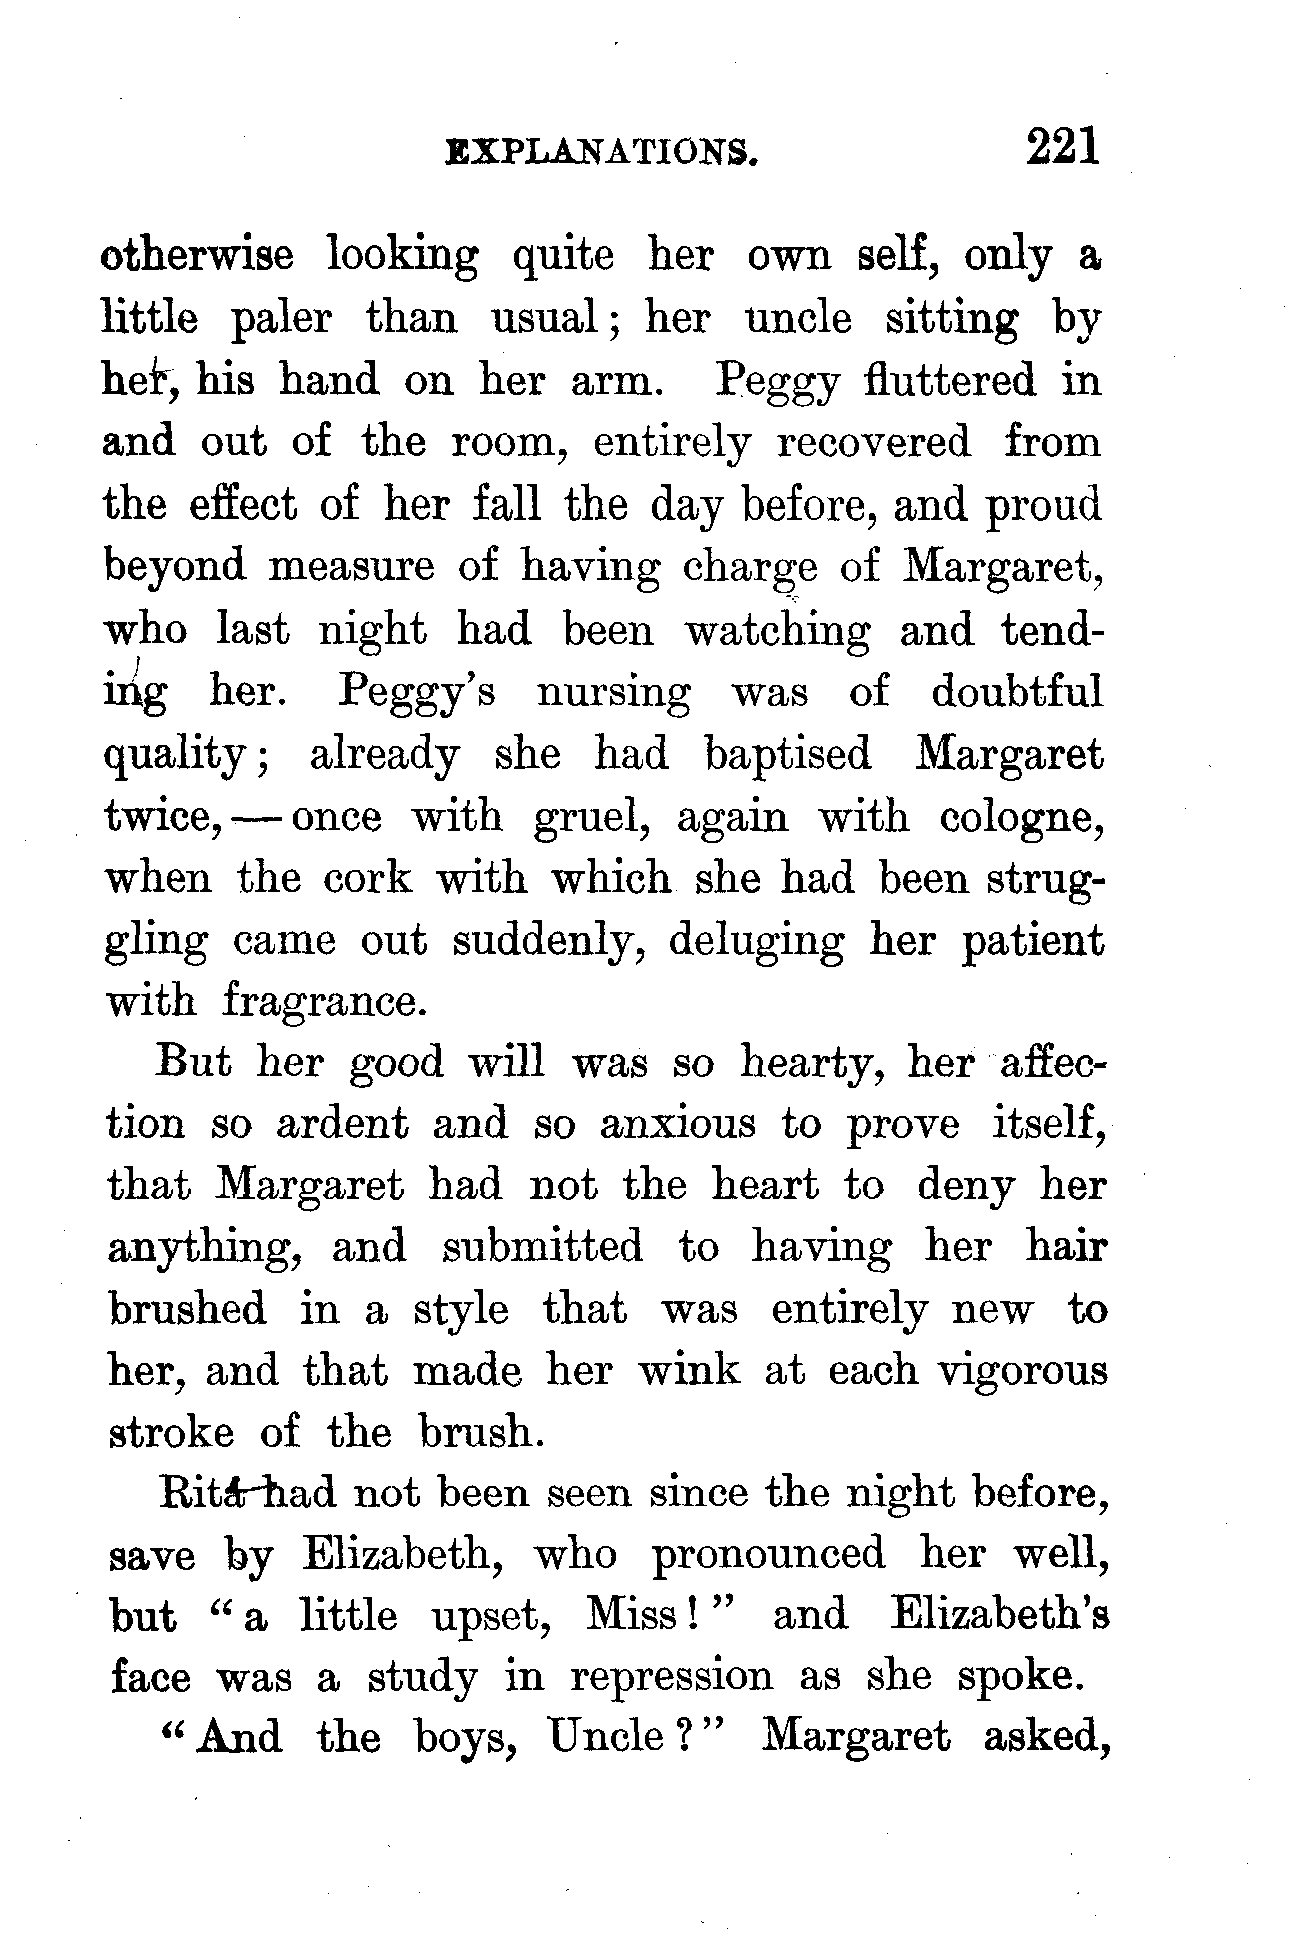 EXPLANATIONS. 221
otherwise looking quite her own self, only a
little paler than usual; her uncle sitting by
her, his hand on her arm. Peggy fluttered in
and out of the room, entirely recovered from
the effect of her fall the day before, and proud
beyond measure of having charge of Margaret,
who last night had been watching and tend-
ing her. Peggy's nursing was of doubtful
quality; already she had baptised Margaret
twice, — once with gruel, again with cologne,
when the cork with which she had been strug-
gling came out suddenly, deluging her patient
with fragrance.
But her good will was so hearty, her affec-
tion so ardent and so anxious to prove itself,
that Margaret had not the heart to deny her
anything, and submitted to having her hair
brushed in a style that was entirely new to
her, and that made her wink at each vigorous
stroke of the brush.
Rita had not been seen since the night before,
save by Elizabeth, who pronounced her well,
but "a little upset, Miss!" and Elizabeth's
face was a study in repression as she spoke.
"And the boys, Uncle?" Margaret asked,